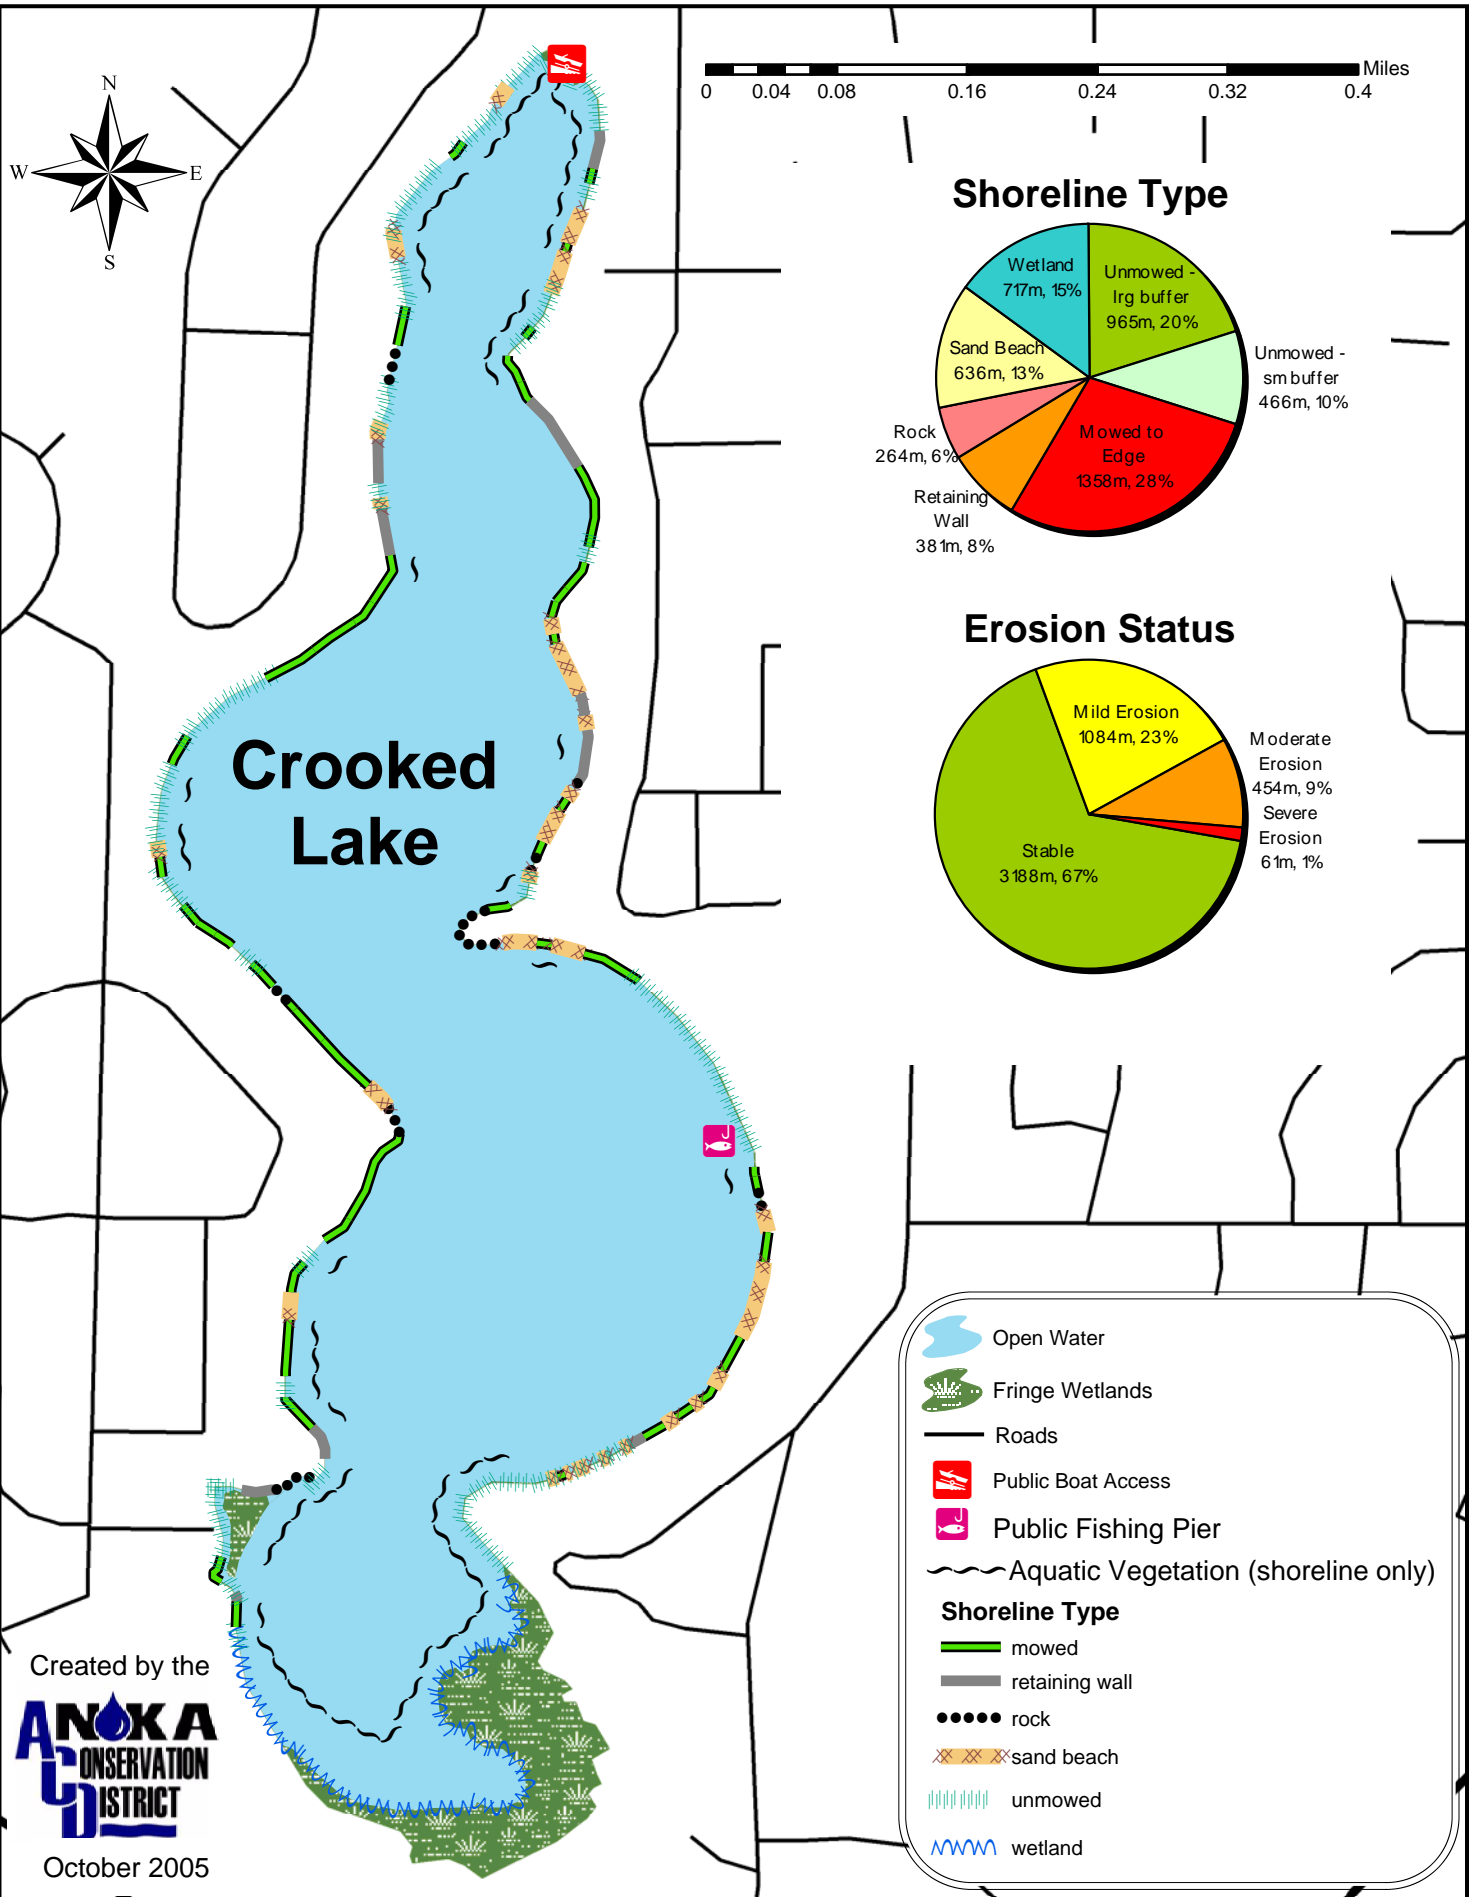 N
W
E
S
Miles
0 0.04 0.08 0.16 0.24 0.32 0.4
Shoreline Type
Wetland
717m, 15%
Unmowed -
lrg buffer
965m, 20%
Unmowed -
sm buffer
466m, 10%
Sand Beach
636m, 13%
Rock
264m, 6%
Mowed to
Edge
1358m, 28%
Retaining
Wall
381m, 8%
Erosion Status
Mild Erosion
1084m, 23%
Moderate
Erosion
454m, 9%
Severe
Erosion
61m, 1%
Stable
3188m, 67%
Crooked
Lake
Open Water
Fringe Wetlands
Roads
Public Boat Access
Public Fishing Pier
Aquatic Vegetation (shoreline only)
Shoreline Type
mowed
retaining wall
rock
sand beach
unmowed
wetland
Created by the
ANOKA
CONSERVATION
DISTRICT
October 2005